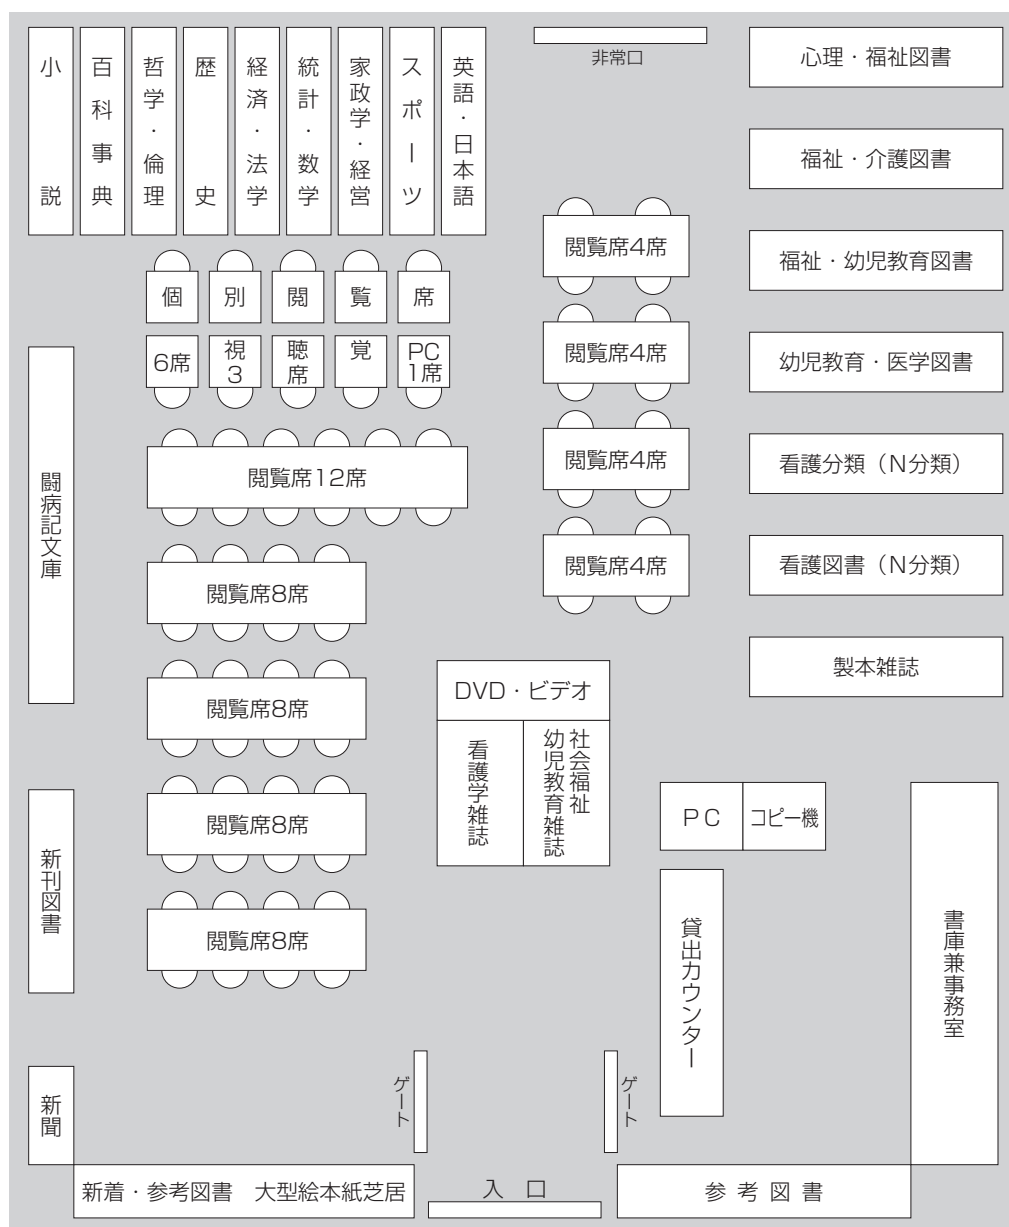 小説
百科事典
哲学・倫理
歴史
経済・法学
統計・数学
家政学・経営
スポーツ
英語・日本語
非常口
心理・福祉図書
福祉・介護図書
福祉・幼児教育図書
幼児教育・医学図書
看護分類（N分類）
看護図書（N分類）
製本雑誌
個別閲覧席
6席
視聴覚
3席
PC
1席
閲覧席4席
閲覧席4席
閲覧席4席
閲覧席4席
閲覧席12席
閲覧席8席
閲覧席8席
閲覧席8席
閲覧席8席
闘病記文庫
新刊図書
新聞
DVD・ビデオ
看護学雑誌
社会福祉
幼児教育雑誌
PC
コピー機
貸出カウンター
書庫兼事務室
ゲート
ゲート
新着・参考図書　大型絵本紙芝居
入口
参考図書